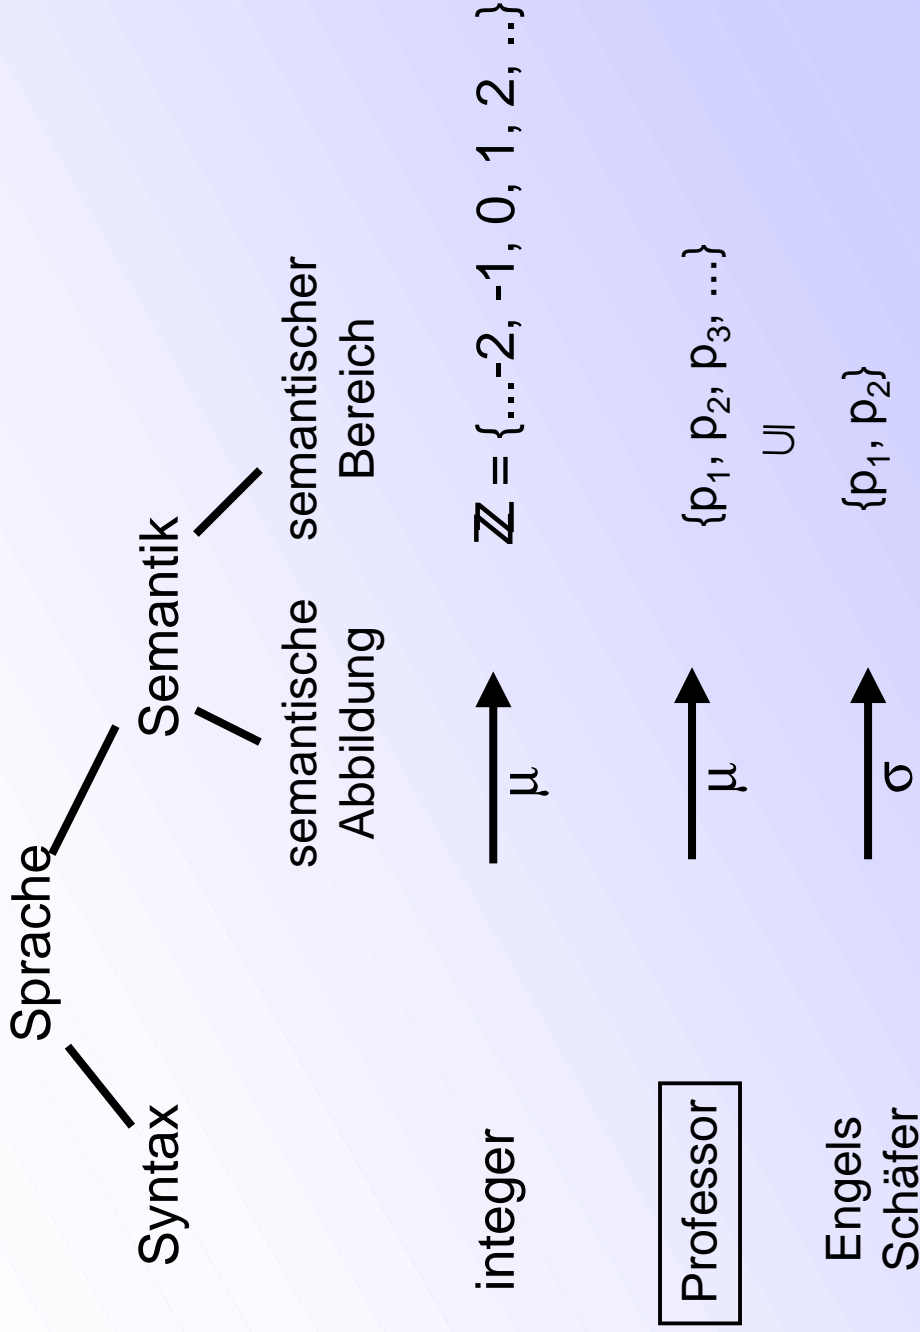 Sprache
Syntax Semantik
semantische semantischer
Abbildung Bereich
integer μ ℤ = {...-2, -1, 0, 1, 2, ..}
Professor μ {p₁, p₂, p₃, ...}
⊆
Engels σ {p₁, p₂}
Schäfer